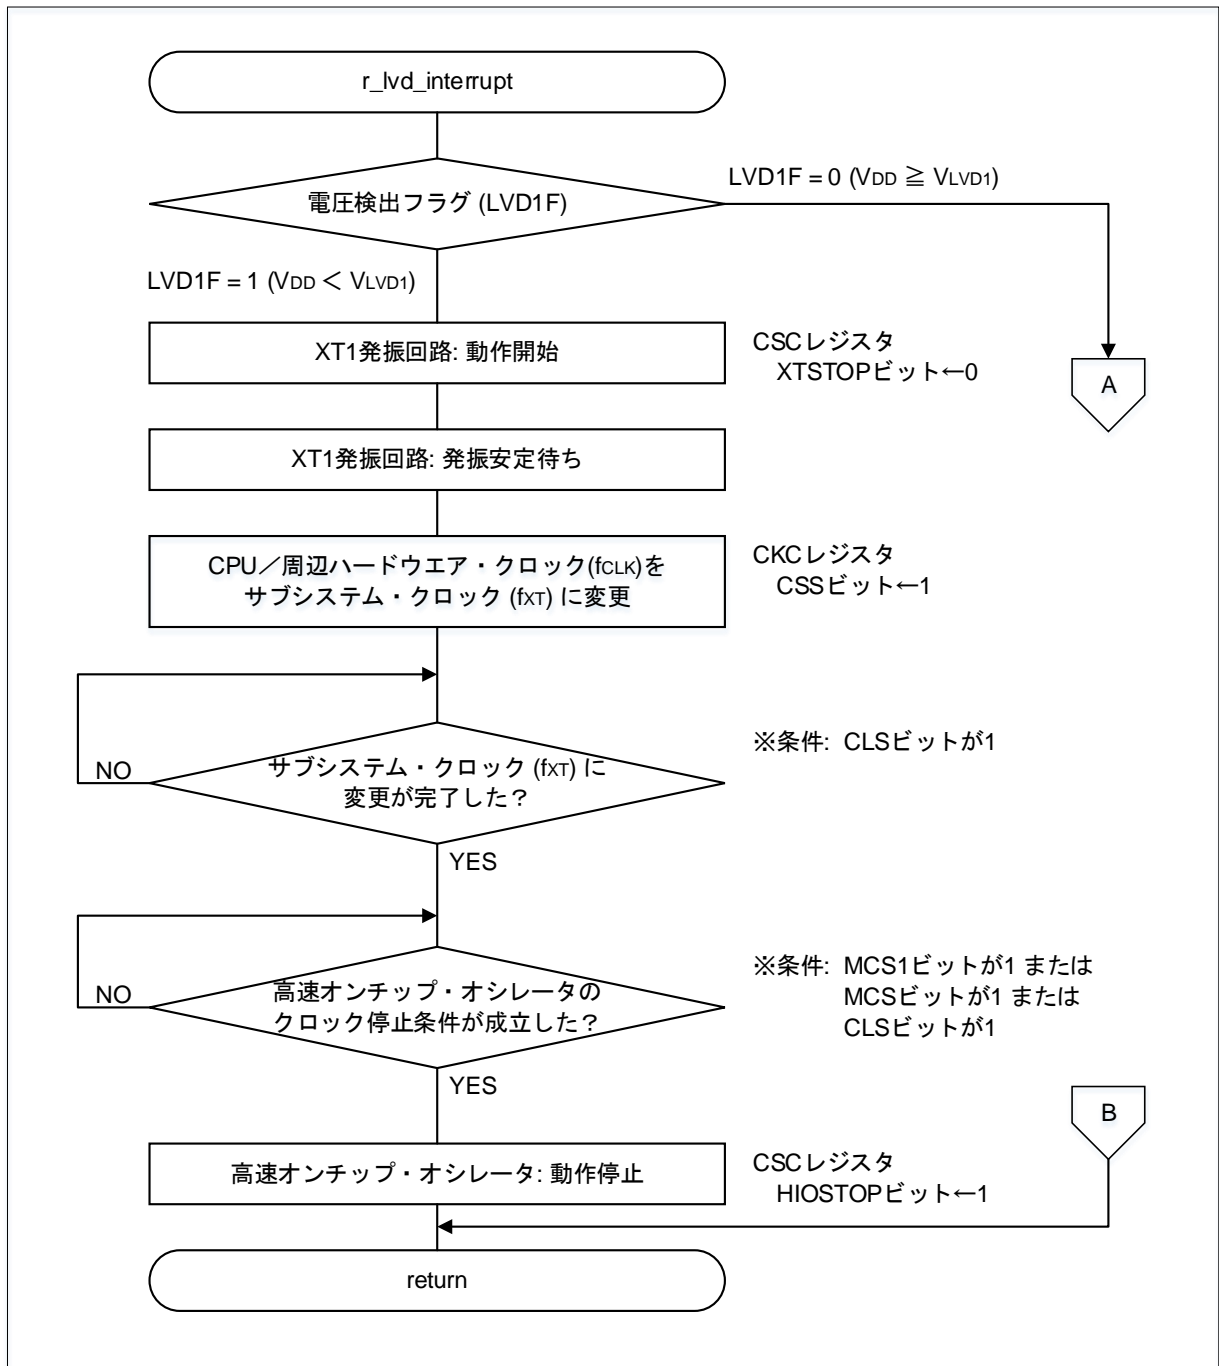 r_lvd_interrupt
LVD1F = 0 (VDD ≧ VLVD1)
電圧検出フラグ (LVD1F)
LVD1F = 1 (VDD ＜ VLVD1)
XT1発振回路: 動作開始
CSCレジスタ
XTSTOPビット←0
A
XT1発振回路: 発振安定待ち
CPU／周辺ハードウエア・クロック(fCLK)を
サブシステム・クロック (fXT) に変更
CKCレジスタ
CSSビット←1
※条件: CLSビットが1
NO
サブシステム・クロック (fXT) に
変更が完了した？
YES
NO
高速オンチップ・オシレータの
クロック停止条件が成立した？
※条件: MCS1ビットが1 または
MCSビットが1 または
CLSビットが1
YES
B
高速オンチップ・オシレータ: 動作停止
CSCレジスタ
HIOSTOPビット←1
return